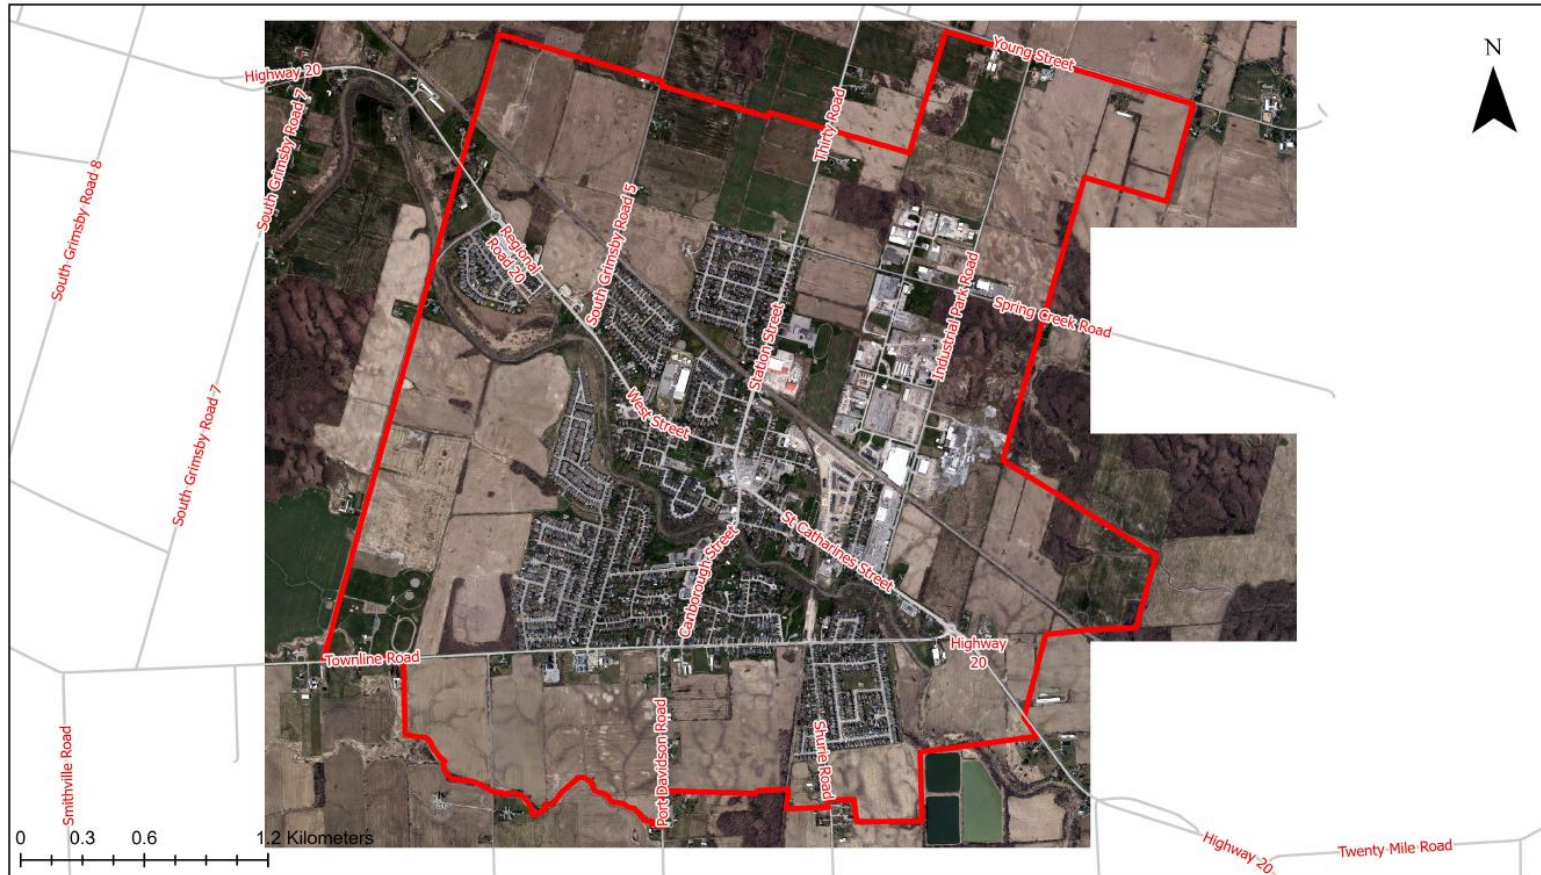 N
Young Street
Highway 20
South Grimsby Road 7
Thirty Road
South Grimsby Road 8
Regional
Road 20
South Grimsby Road 5
Industrial Park Road
Spring Creek Road
Station Street
West Street
South Grimsby Road 7
St Catharines Street
Canborough Street
Townline Road
Highway
20
Port Davidson Road
Shurie Road
Smithville Road
0 0.3 0.6 1.2 Kilometers
Highway 20
Twenty Mile Road